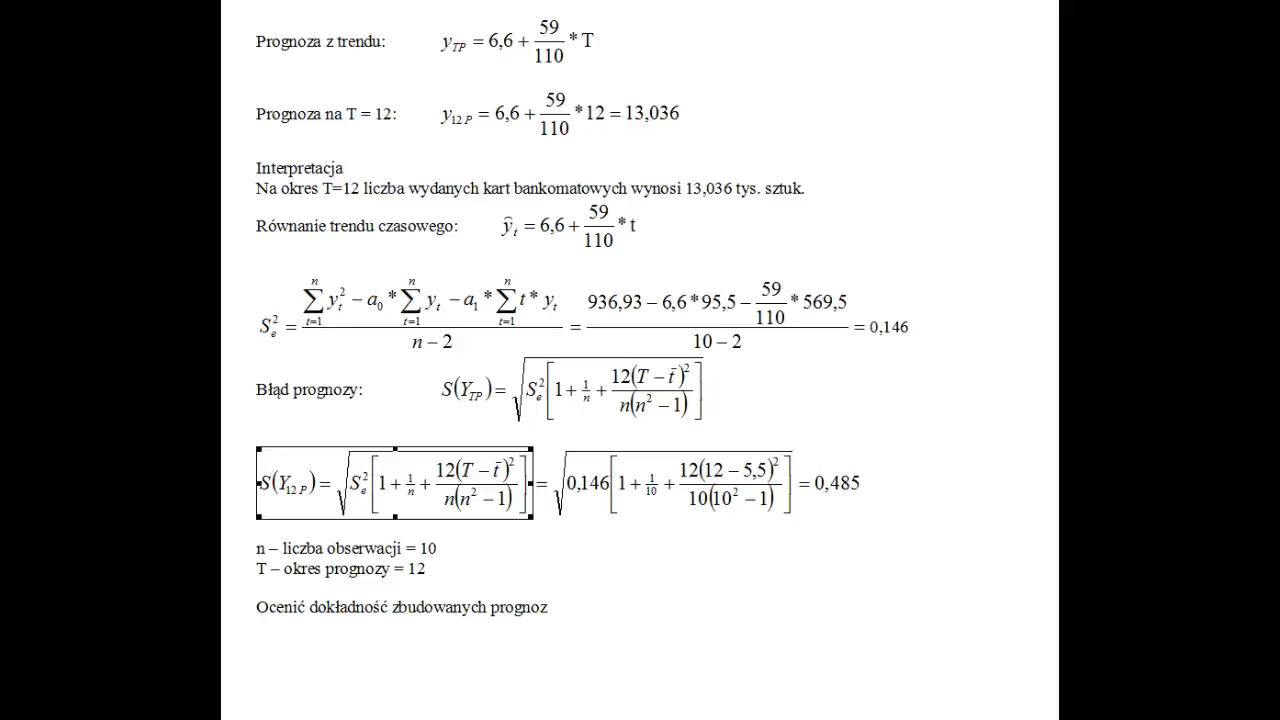 Prognoza z trendu: y_TP = 6,6 + 59/110 * T
Prognoza na T = 12: y_12P = 6,6 + 59/110 * 12 = 13,036
Interpretacja
Na okres T=12 liczba wydanych kart bankomatowych wynosi 13,036 tys. sztuk.
Równanie trendu czasowego: ŷ_t = 6,6 + 59/110 * t
S_e^2 = (∑_{t=1}^{n} y_t^2 − a_0 * ∑_{t=1}^{n} y_t − a_1 * ∑_{t=1}^{n} t * y_t) / (n − 2) = (936,93 − 6,6 * 95,5 − 59/110 * 569,5) / (10 − 2) = 0,146
Błąd prognozy: S(Y_TP) = √(S_e^2 [1 + 1/n + 12(T − t̄)^2 / n(n^2 − 1)])
S(Y_12P) = √(S_e^2 [1 + 1/n + 12(T − t̄)^2 / n(n^2 − 1)]) = √(0,146 [1 + 1/10 + 12(12 − 5,5)^2 / 10(10^2 − 1)]) = 0,485
n – liczba obserwacji = 10
T – okres prognozy = 12
Ocenić dokładność zbudowanych prognoz